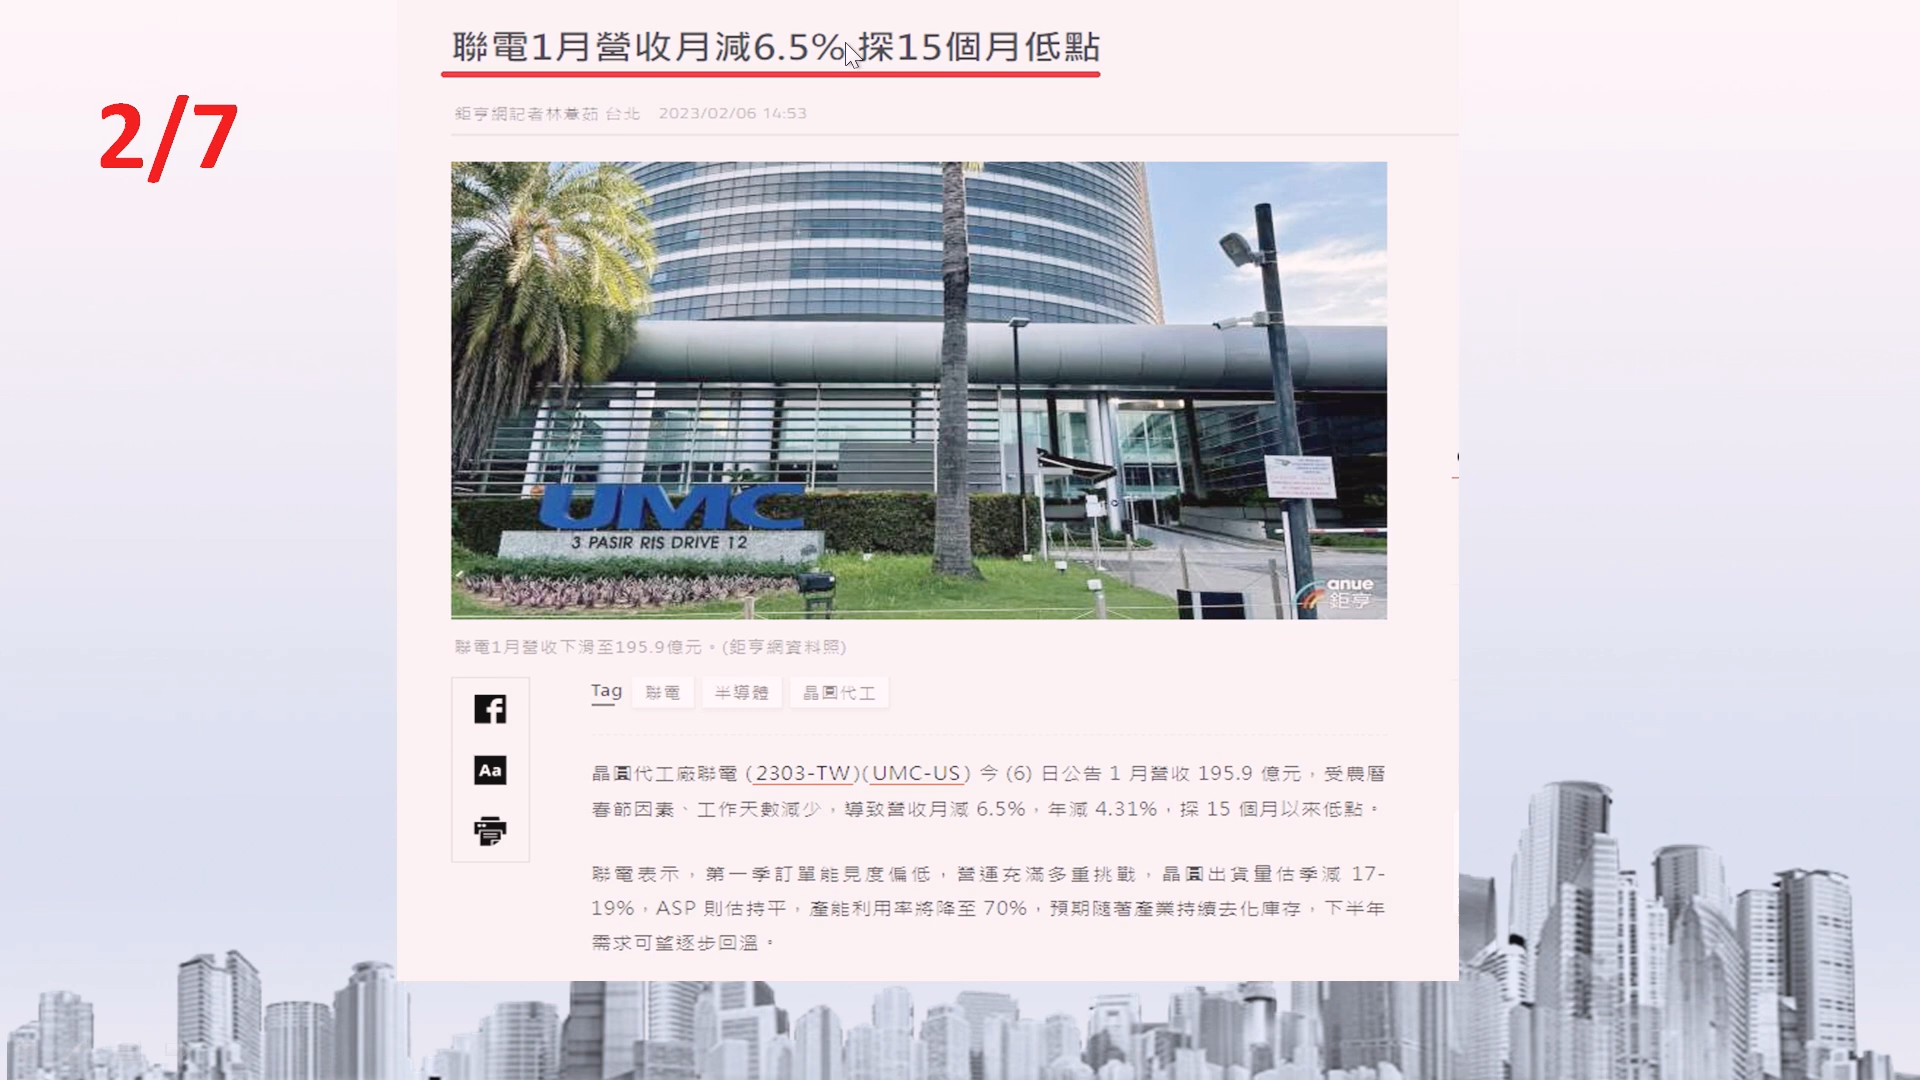 聯電1月營收月減6.5% 探15個月低點
2/7
鉅亨網記者林薏茹 台北 2023/02/06 14:53
UMC
3 PASIR RIS DRIVE 12
anue
鉅亨
聯電1月營收下滑至195.9億元。(鉅亨網資料照)
Tag 聯電 半導體 晶圓代工
Aa
晶圓代工廠聯電 (2303-TW)(UMC-US) 今 (6) 日公告 1 月營收 195.9 億元，受農曆
春節因素、工作天數減少，導致營收月減 6.5%，年減 4.31%，探 15 個月以來低點。
聯電表示，第一季訂單能見度偏低，營運充滿多重挑戰，晶圓出貨量估季減 17-
19%，ASP 則估持平，產能利用率將降至 70%，預期隨著產業持續去化庫存，下半年
需求可望逐步回溫。